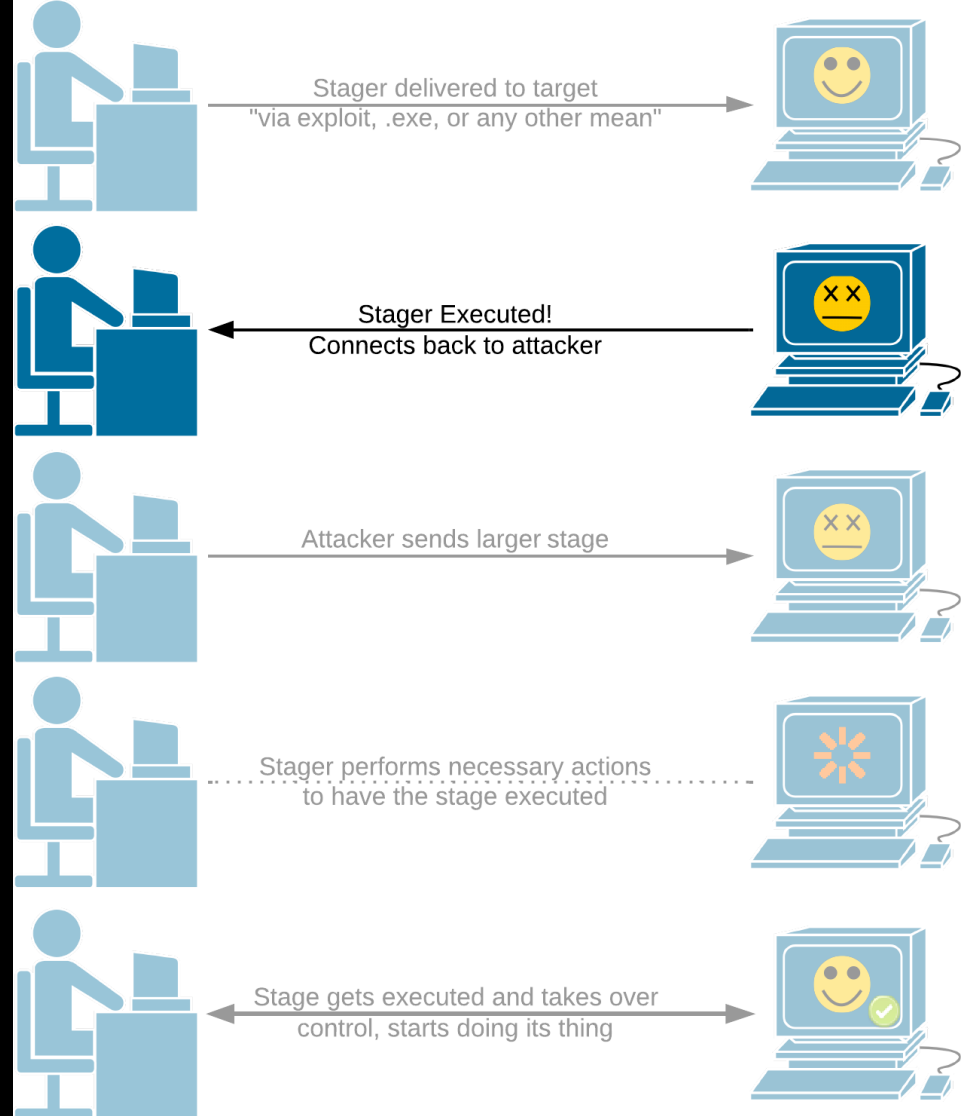 Stager delivered to target
"via exploit, .exe, or any other mean"
Stager Executed!
Connects back to attacker
Attacker sends larger stage
Stager performs necessary actions
to have the stage executed
Stage gets executed and takes over
control, starts doing its thing